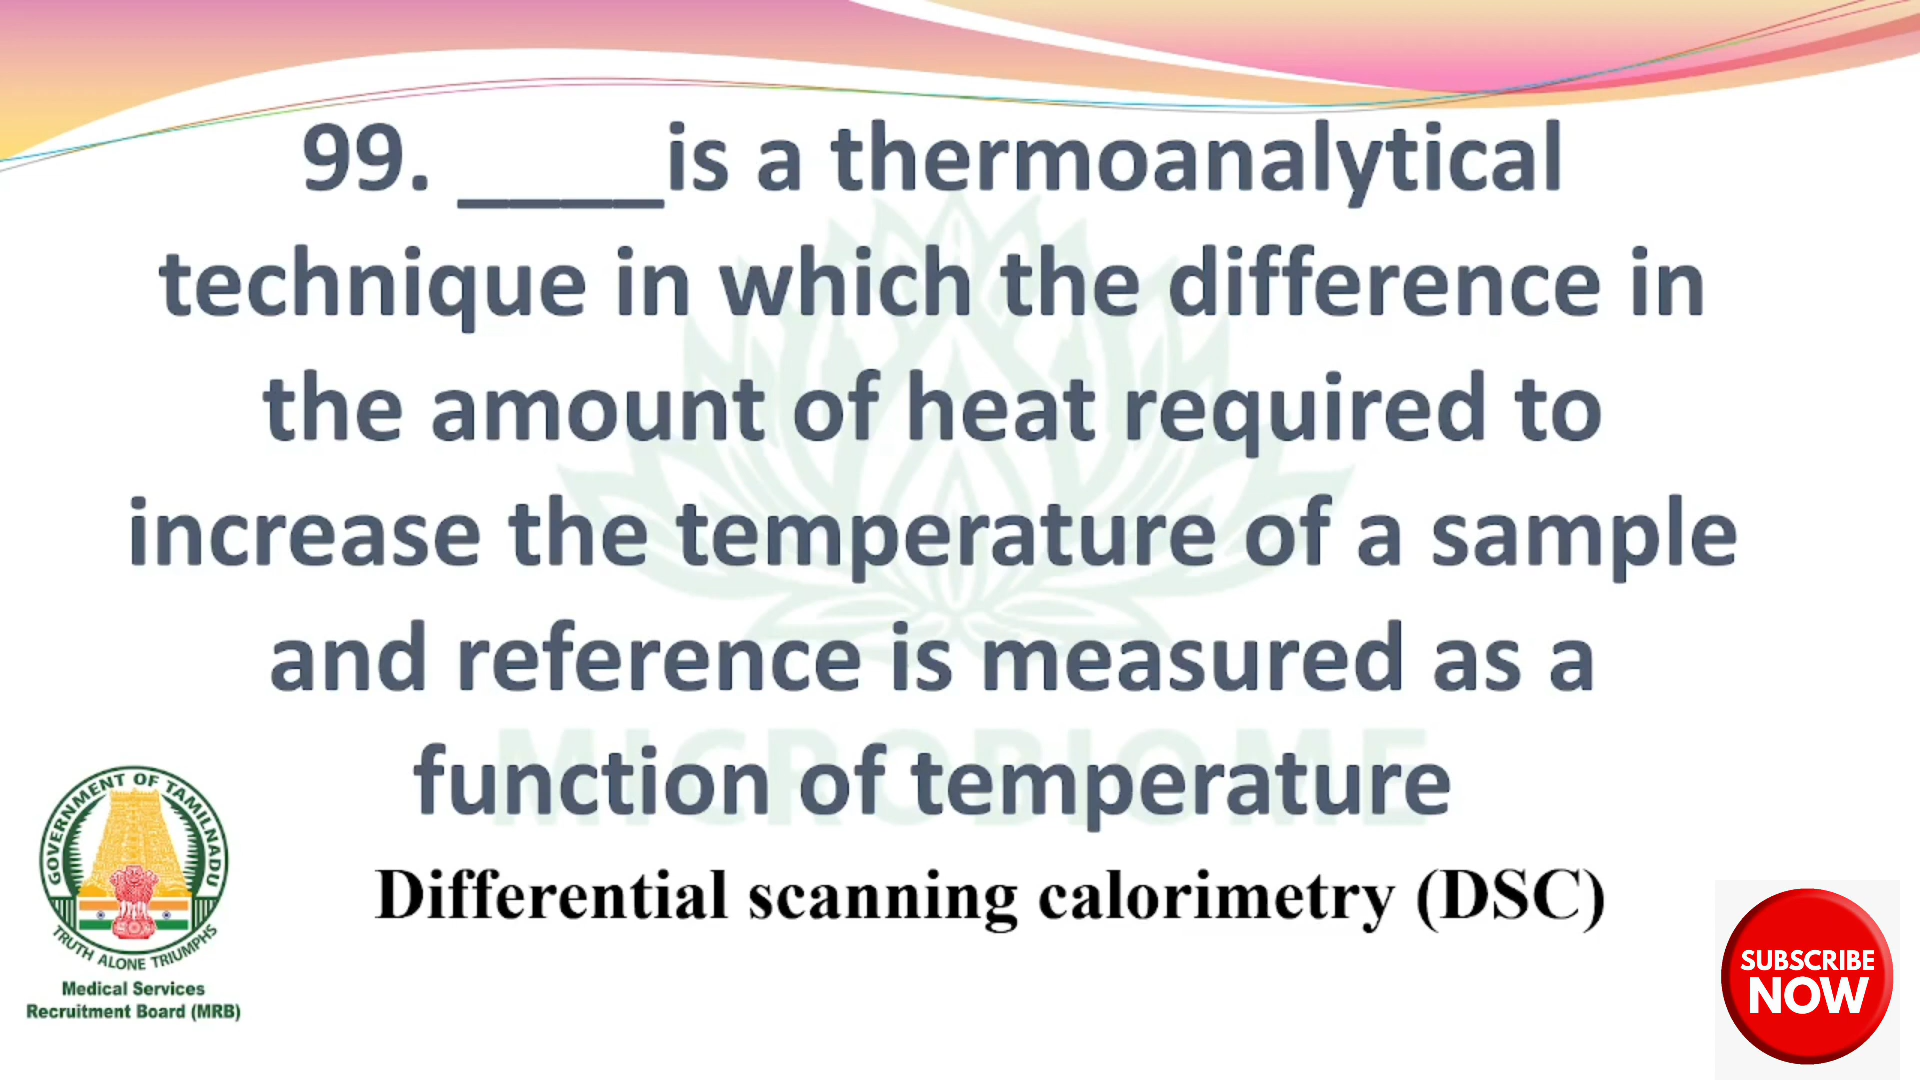 99. ____is a thermoanalytical
technique in which the difference in
the amount of heat required to
increase the temperature of a sample
and reference is measured as a
function of temperature
MICROBIOME
Differential scanning calorimetry (DSC)
GOVERNMENT OF TAMILNADU
TRUTH ALONE TRIUMPHS
Medical Services
Recruitment Board (MRB)
SUBSCRIBE
NOW